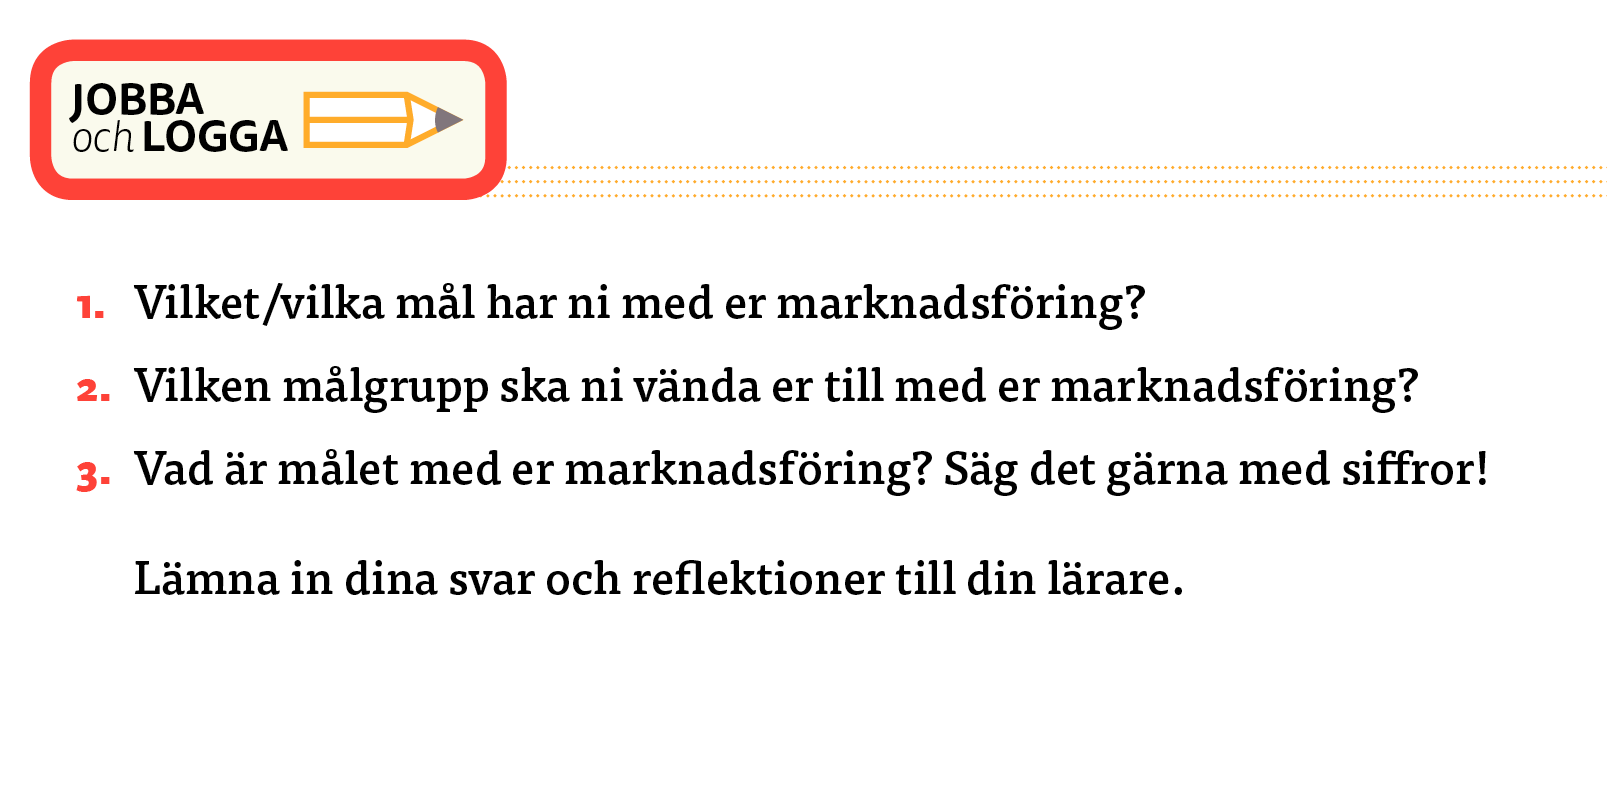 JOBBA
och LOGGA
1. Vilket/vilka mål har ni med er marknadsföring?
2. Vilken målgrupp ska ni vända er till med er marknadsföring?
3. Vad är målet med er marknadsföring? Säg det gärna med siffror!
Lämna in dina svar och reflektioner till din lärare.